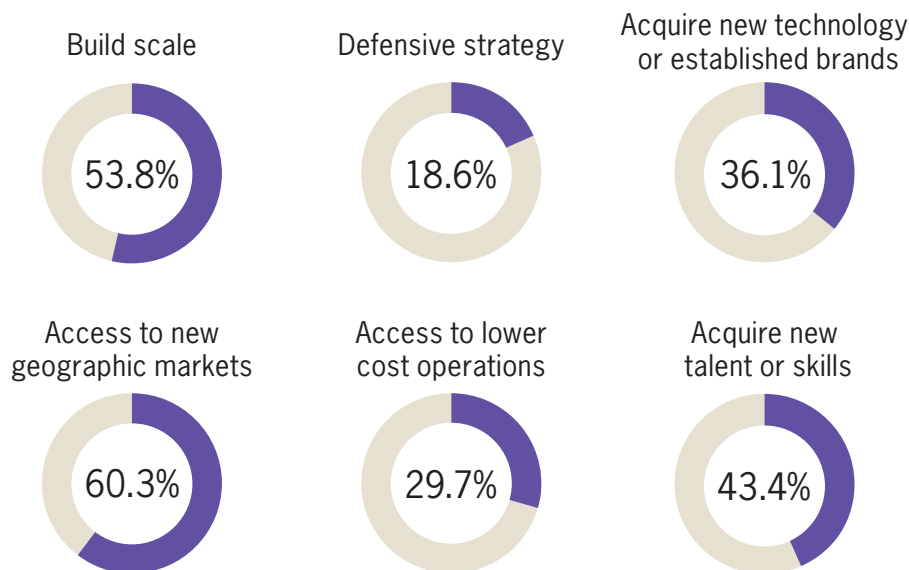 Build scale
53.8%
Defensive strategy
18.6%
Acquire new technology
or established brands
36.1%
Access to new
geographic markets
60.3%
Access to lower
cost operations
29.7%
Acquire new
talent or skills
43.4%